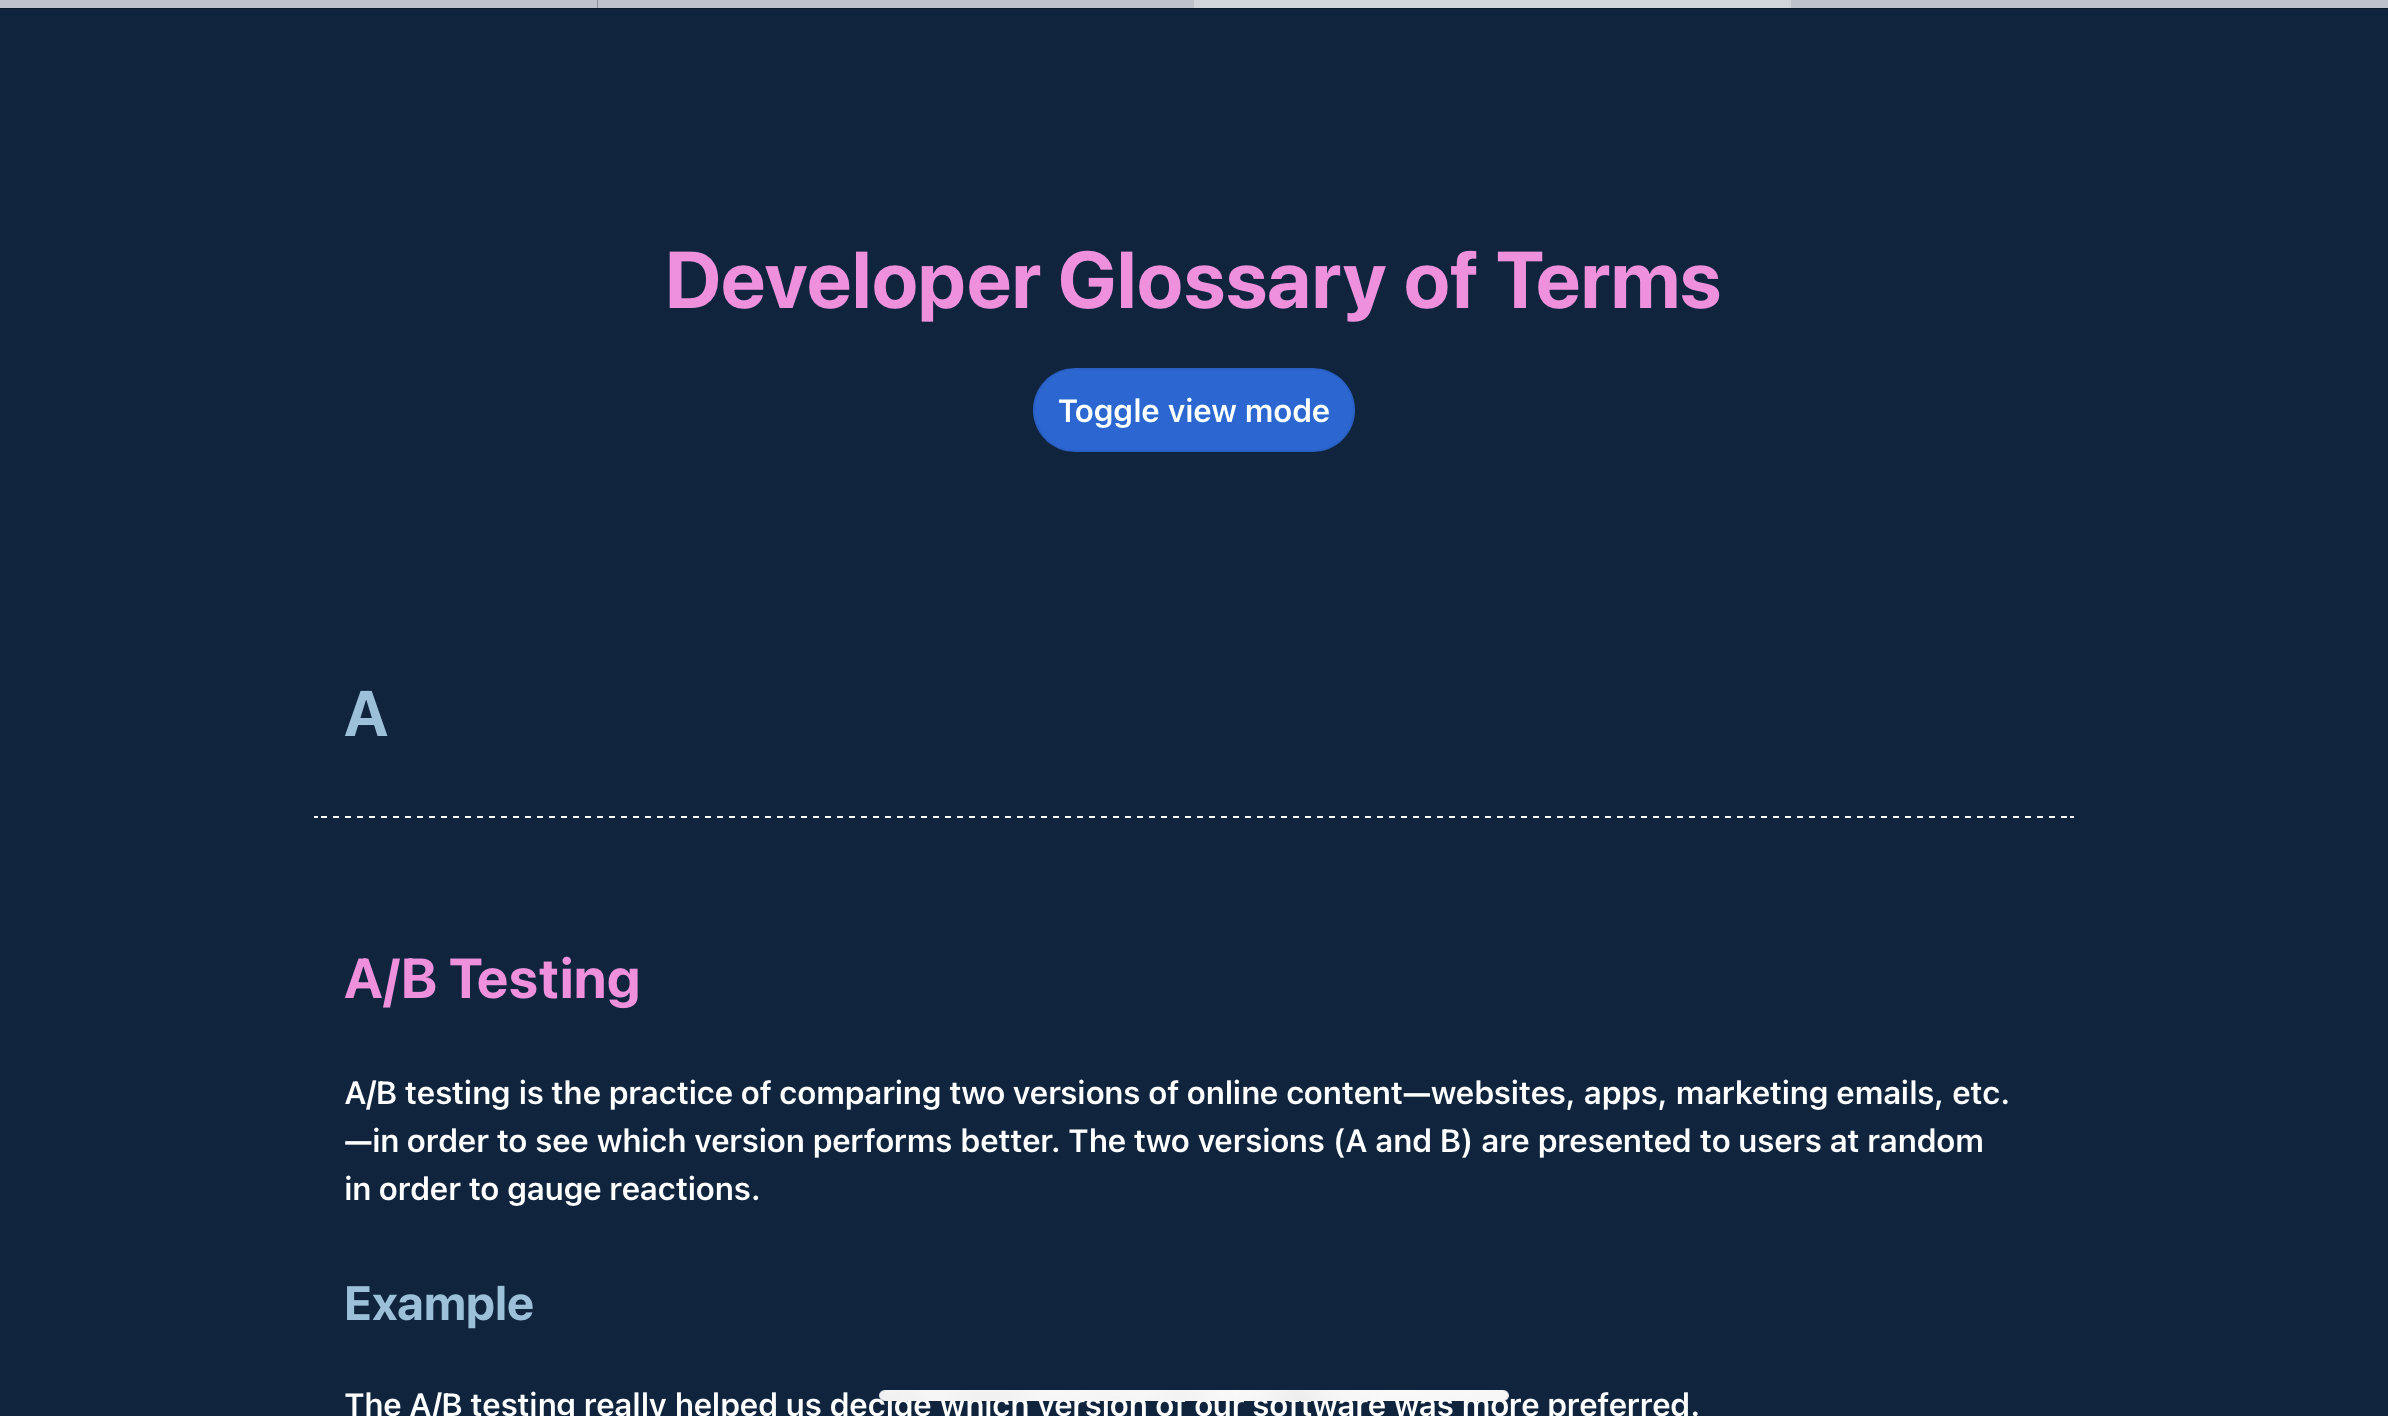 Developer Glossary of Terms
Toggle view mode
A
A/B Testing
A/B testing is the practice of comparing two versions of online content—websites, apps, marketing emails, etc.
—in order to see which version performs better. The two versions (A and B) are presented to users at random
in order to gauge reactions.
Example
The A/B testing really helped us decide which version of our software was more preferred.